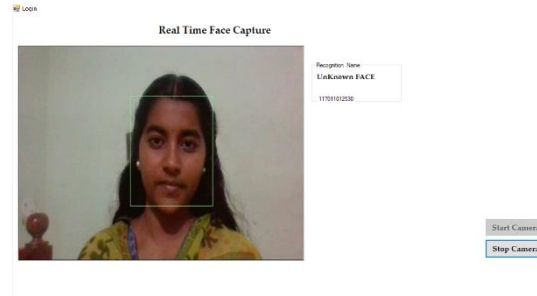 Login
Real Time Face Capture
Recognition Name
UnKnown FACE
117011012530
Start Camera
Stop Camera